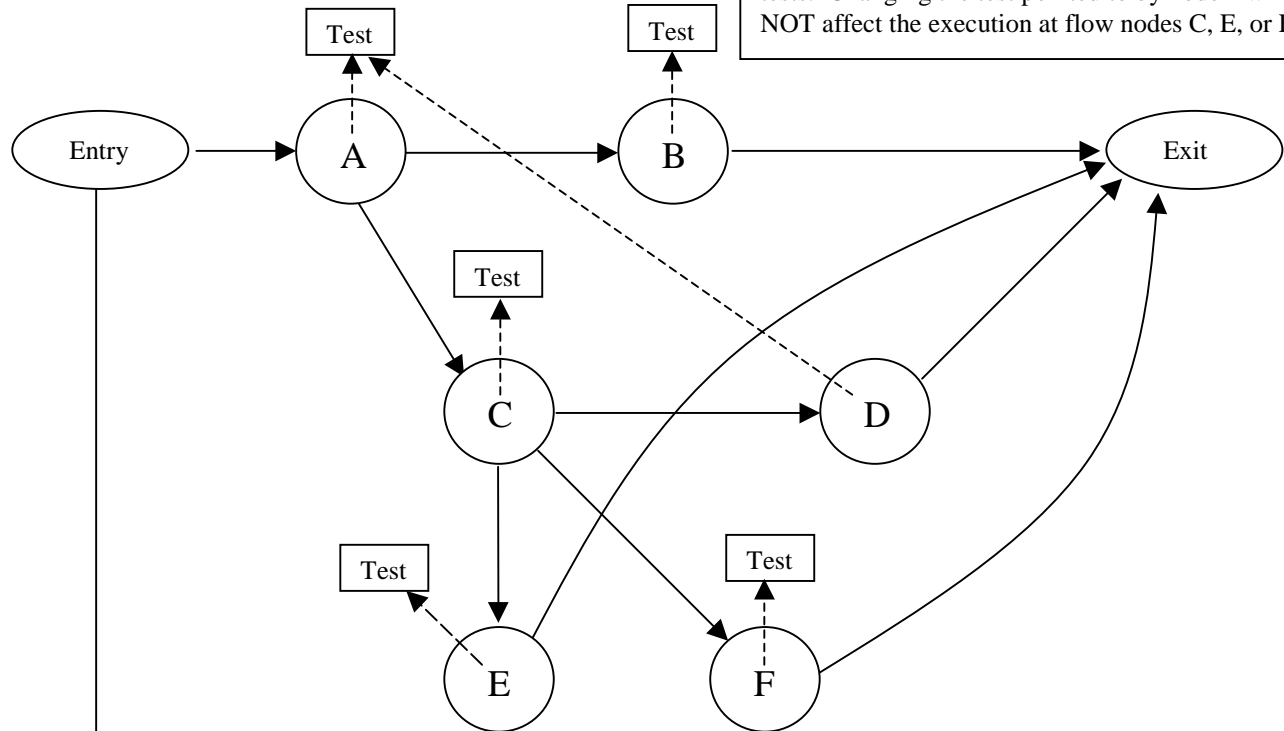 NOT affect the execution at flow nodes C, E, or
Test
Test
Entry
A
B
Exit
Test
C
D
Test
Test
E
F